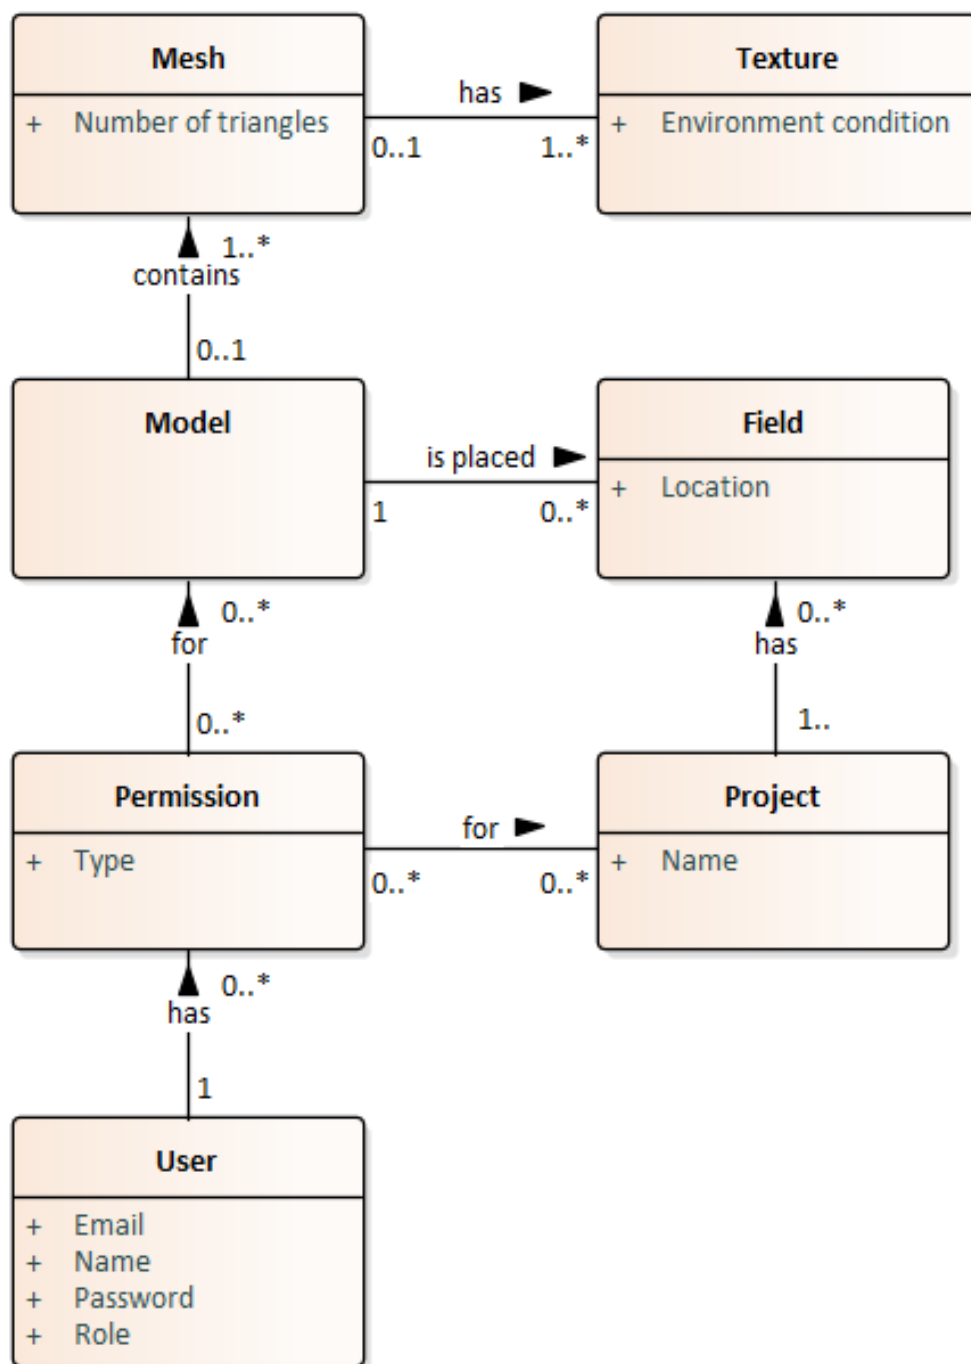 Mesh
+ Number of triangles
has
0..1
1..*
Texture
+ Environment condition
1..*
contains
0..1
Model
is placed
1
0..*
Field
+ Location
0..*
for
0..*
0..*
has
1..
Permission
+ Type
for
0..*
0..*
Project
+ Name
0..*
has
1
User
+ Email
+ Name
+ Password
+ Role